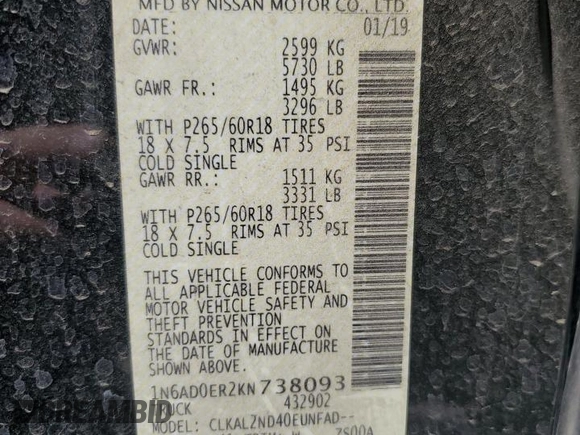 MFD BY NISSAN MOTOR CO., LTD.
DATE: 01/19
GVWR: 2599 KG
5730 LB
GAWR FR.: 1495 KG
3296 LB
WITH P265/60R18 TIRES
18 X 7.5 RIMS AT 35 PSI
COLD SINGLE
GAWR RR.: 1511 KG
3331 LB
WITH P265/60R18 TIRES
18 X 7.5 RIMS AT 35 PSI
COLD SINGLE
THIS VEHICLE CONFORMS TO
ALL APPLICABLE FEDERAL
MOTOR VEHICLE SAFETY AND
THEFT PREVENTION
STANDARDS IN EFFECT ON
THE DATE OF MANUFACTURE
SHOWN ABOVE.
1N6AD0ER2KN738093
TRUCK 432902
MODEL: CLKALZND40EUNFAD--
ZS00A
DREAMBID